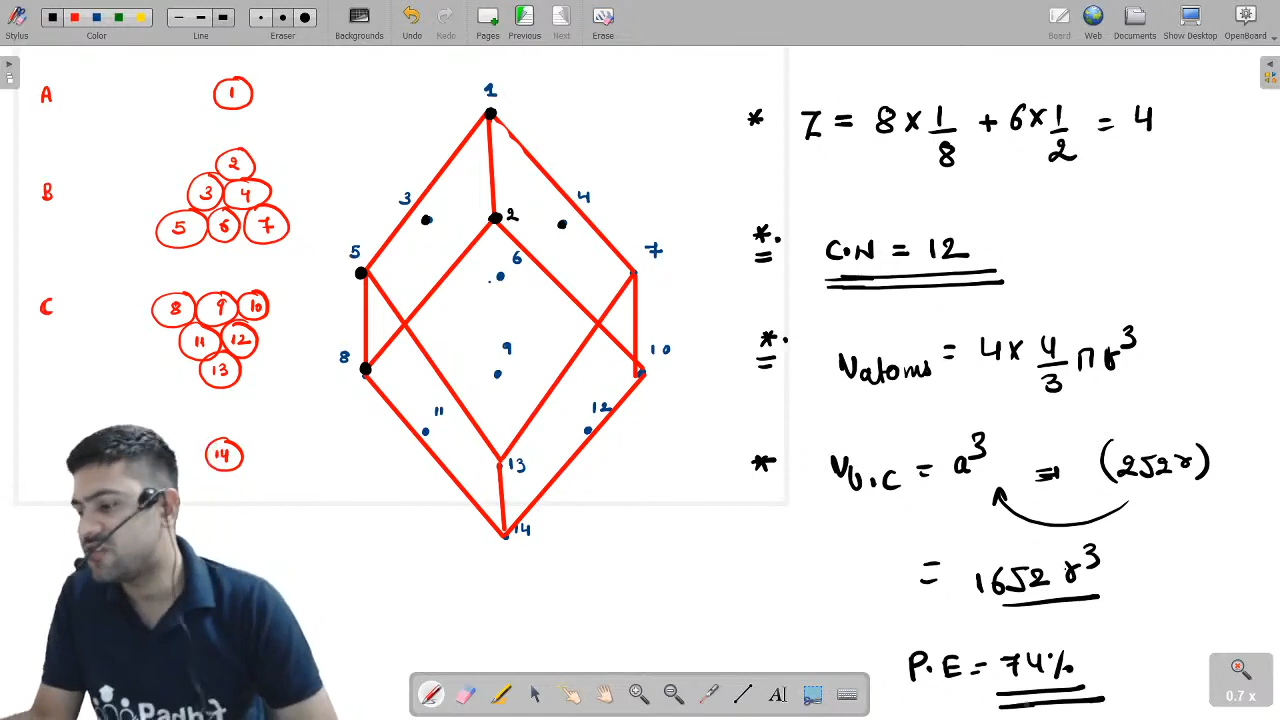 Stylus
Color
Line
Eraser
Backgrounds
Undo
Redo
Pages
Previous
Next
Erase
Board
Web
Documents
Show Desktop
OpenBoard
A
1
B
2
3 4
5 6 7
C
8 9 10
11 12
13
14
1
3
4
2
5
6
7
8
9
10
11
12
13
14
* Z = 8 × 1/8 + 6 × 1/2 = 4
* C.N = 12
* Vatoms = 4 × 4/3 π r³
* VU.C = a³ ⇒ (2√2r)
= 16√2 r³
P.E = 74%
Padh
0.7 x